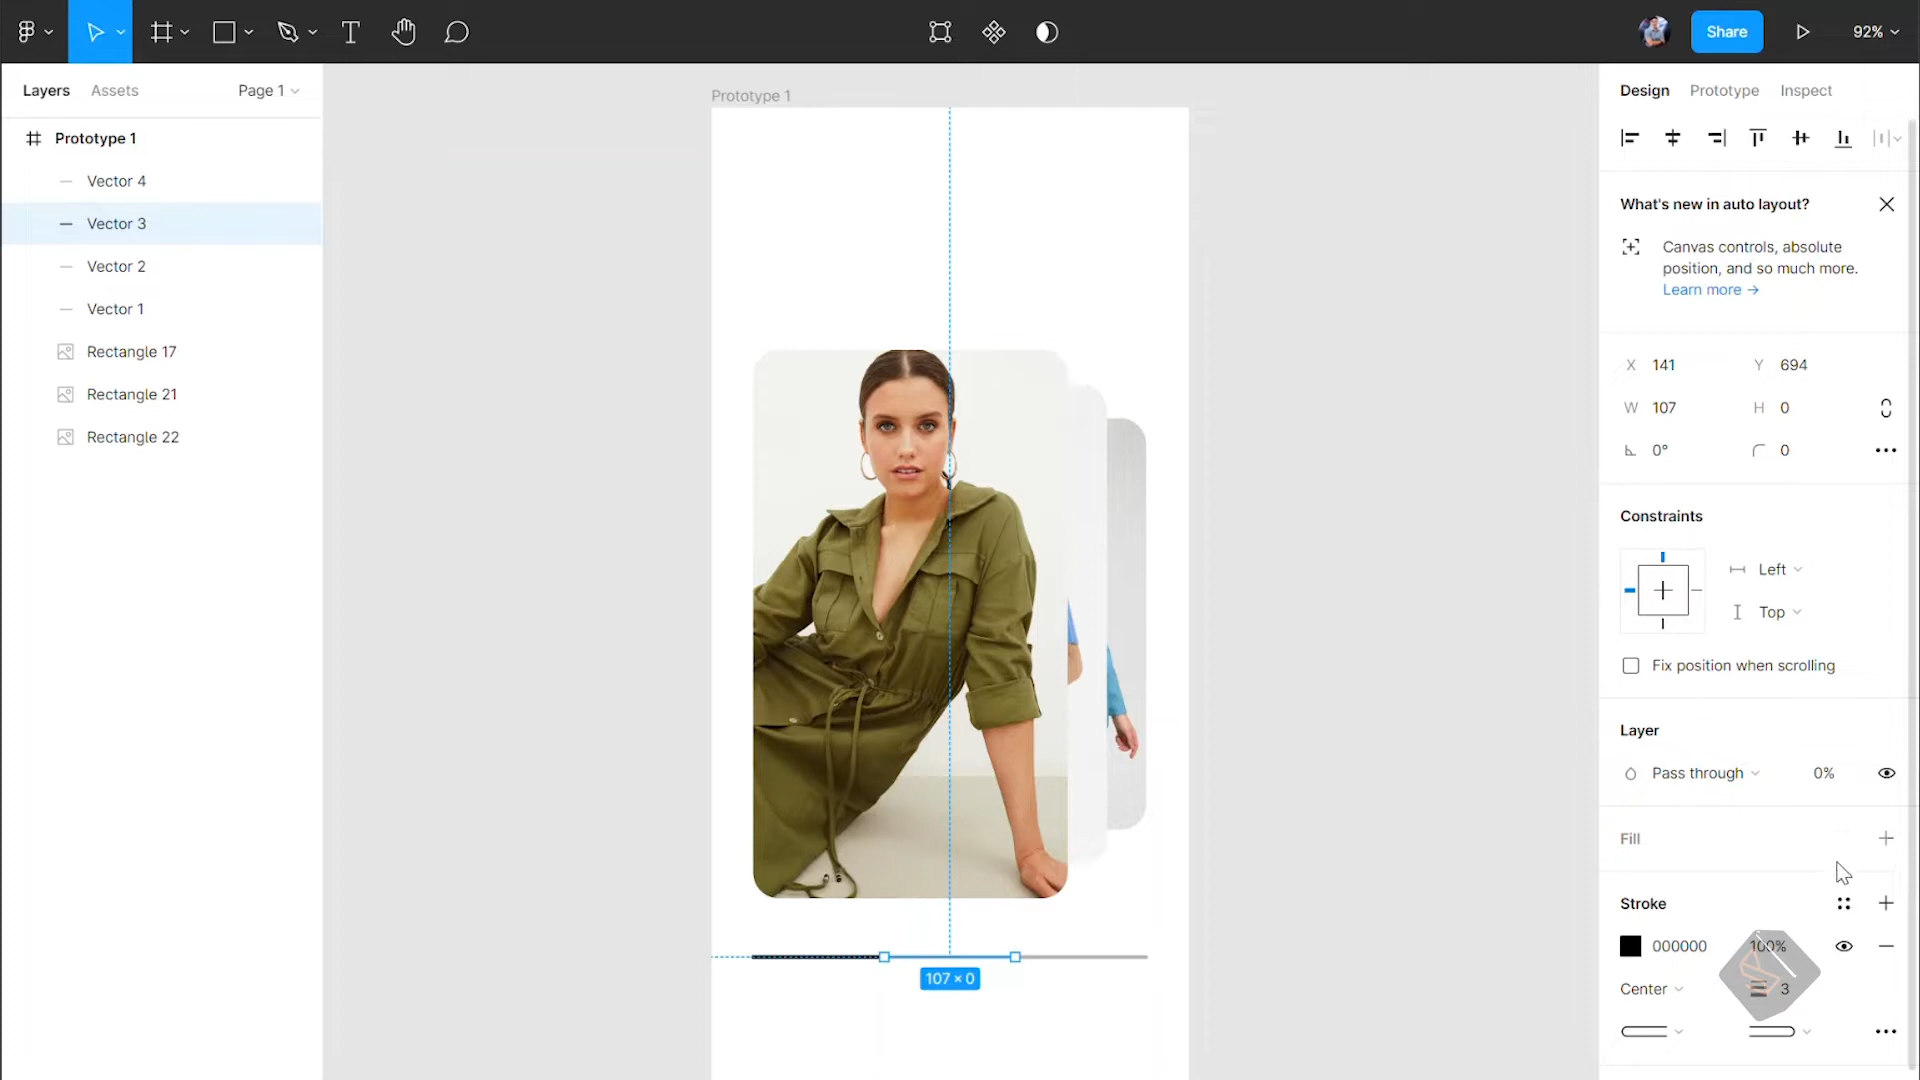 Share
92%
Layers
Assets
Page 1
Prototype 1
Vector 4
Vector 3
Vector 2
Vector 1
Rectangle 17
Rectangle 21
Rectangle 22
Prototype 1
107 × 0
Design
Prototype
Inspect
What's new in auto layout?
Canvas controls, absolute
position, and so much more.
Learn more →
X 141
Y 694
W 107
H 0
0°
0
Constraints
Left
Top
Fix position when scrolling
Layer
Pass through
0%
Fill
Stroke
000000
100%
Center
3